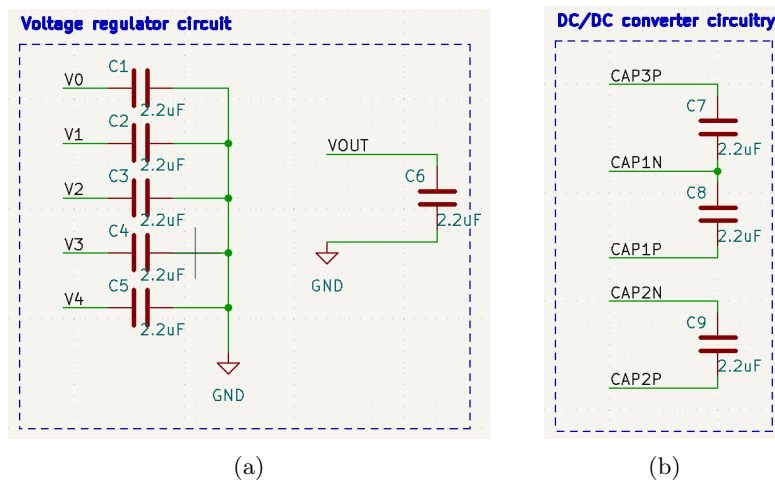 Voltage regulator circuit
C1
V0
2.2uF
C2
V1
2.2uF
C3
V2
2.2uF
C4
V3
2.2uF
C5
V4
2.2uF
GND
VOUT
C6
2.2uF
GND
(a)
DC/DC converter circuitry
CAP3P
C7
2.2uF
CAP1N
C8
2.2uF
CAP1P
CAP2N
C9
2.2uF
CAP2P
(b)